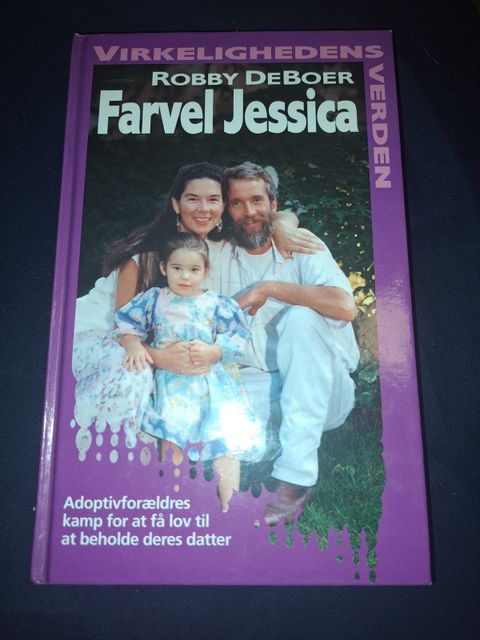 VIRKELIGHEDENS
VERDEN
ROBBY DEBOER
Farvel Jessica
Adoptivforældres
kamp for at få lov til
at beholde deres datter